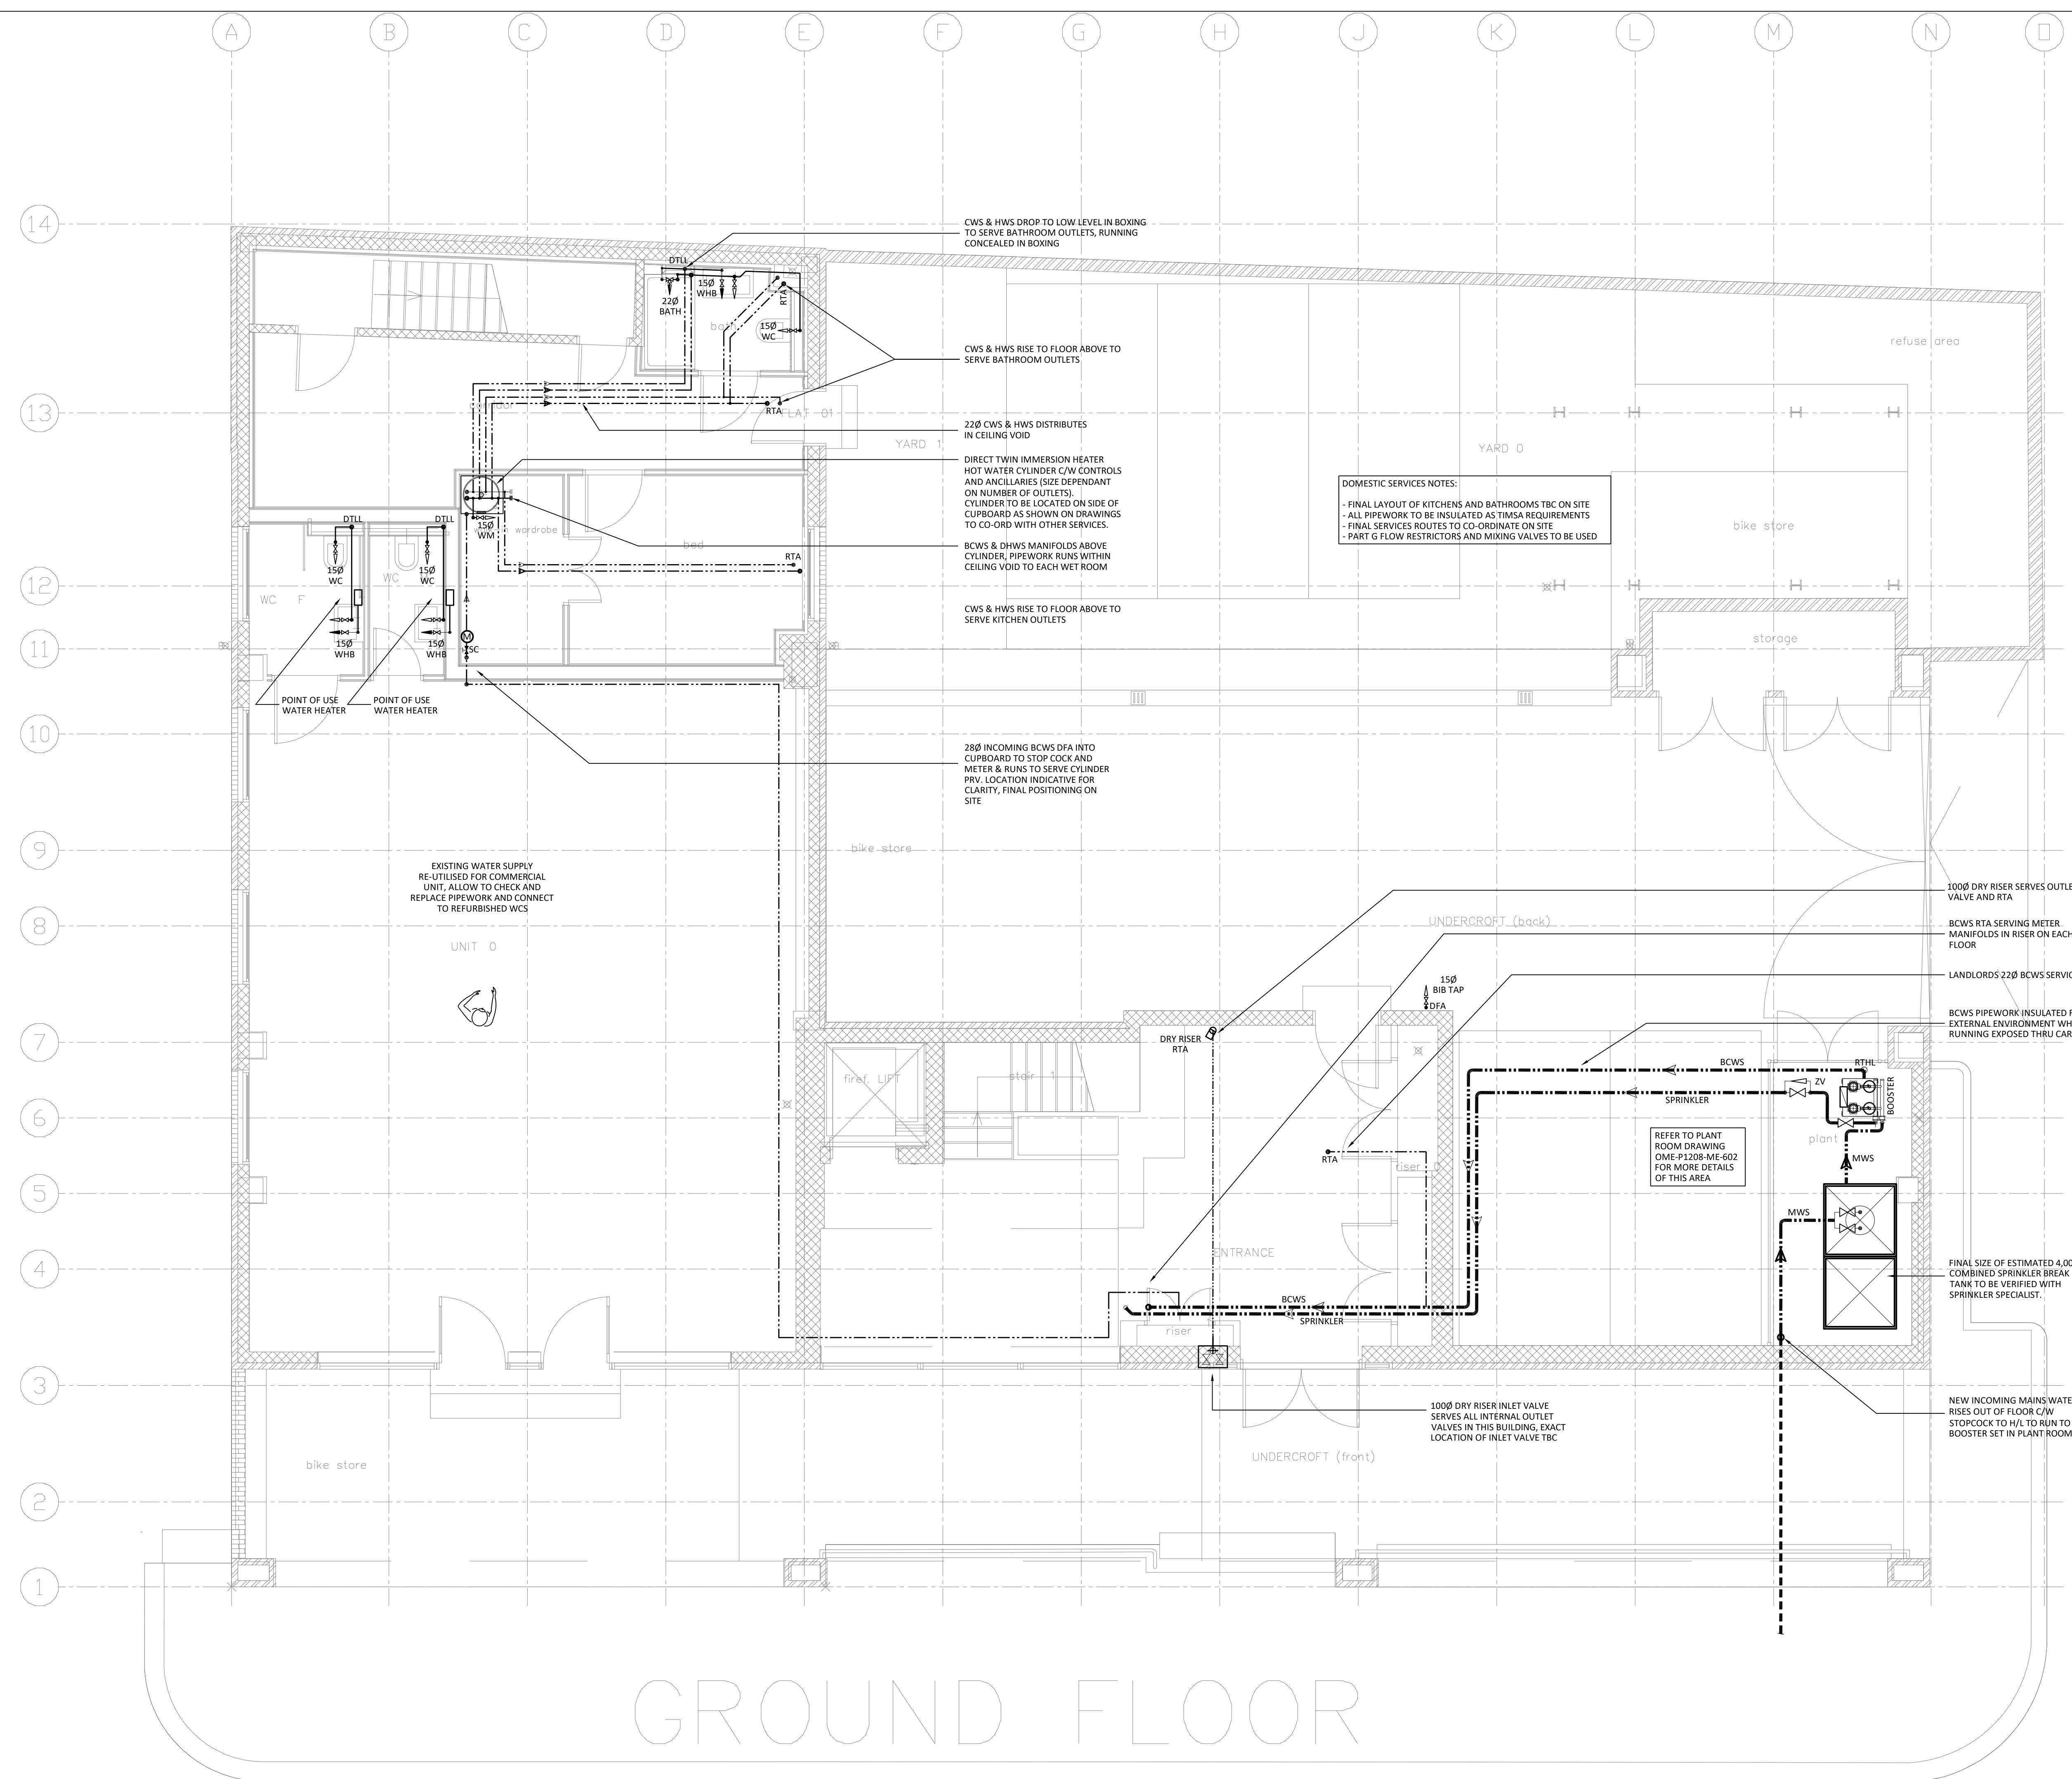 A B C D E F G H J K L M N O
14
CWS & HWS DROP TO LOW LEVEL IN BOXING
TO SERVE BATHROOM OUTLETS, RUNNING
CONCEALED IN BOXING
DTLL
22Ø
BATH
15Ø
WHB
RTA
bath
15Ø
WC
CWS & HWS RISE TO FLOOR ABOVE TO
SERVE BATHROOM OUTLETS
refuse area
13
RTA
FLAT 01
22Ø CWS & HWS DISTRIBUTES
IN CEILING VOID
YARD 1
YARD 0
DIRECT TWIN IMMERSION HEATER
HOT WATER CYLINDER C/W CONTROLS
AND ANCILLARIES (SIZE DEPENDANT
ON NUMBER OF OUTLETS).
CYLINDER TO BE LOCATED ON SIDE OF
CUPBOARD AS SHOWN ON DRAWINGS
TO CO-ORD WITH OTHER SERVICES.
DOMESTIC SERVICES NOTES:
- FINAL LAYOUT OF KITCHENS AND BATHROOMS TBC ON SITE
- ALL PIPEWORK TO BE INSULATED AS TIMSA REQUIREMENTS
- FINAL SERVICES ROUTES TO CO-ORDINATE ON SITE
- PART G FLOW RESTRICTORS AND MIXING VALVES TO BE USED
bike store
DTLL
DTLL
15Ø
WM
wardrobe
bed
BCWS & DHWS MANIFOLDS ABOVE
CYLINDER, PIPEWORK RUNS WITHIN
CEILING VOID TO EACH WET ROOM
RTA
15Ø
WC
15Ø
WC
WC
12
WC F
CWS & HWS RISE TO FLOOR ABOVE TO
SERVE KITCHEN OUTLETS
M
SC
storage
11
15Ø
WHB
15Ø
WHB
POINT OF USE
WATER HEATER
POINT OF USE
WATER HEATER
10
28Ø INCOMING BCWS DFA INTO
CUPBOARD TO STOP COCK AND
METER & RUNS TO SERVE CYLINDER
PRV. LOCATION INDICATIVE FOR
CLARITY, FINAL POSITIONING ON
SITE
9
bike store
EXISTING WATER SUPPLY
RE-UTILISED FOR COMMERCIAL
UNIT, ALLOW TO CHECK AND
REPLACE PIPEWORK AND CONNECT
TO REFURBISHED WCS
100Ø DRY RISER SERVES OUTLE
VALVE AND RTA
8
UNDERCROFT (back)
BCWS RTA SERVING METER
MANIFOLDS IN RISER ON EACH
FLOOR
UNIT 0
LANDLORDS 22Ø BCWS SERVIC
15Ø
BIB TAP
DFA
BCWS PIPEWORK INSULATED F
EXTERNAL ENVIRONMENT WH
RUNNING EXPOSED THRU CAR
7
DRY RISER
RTA
BCWS
RTHL
firef. LIFT
stair 1
ZV
BOOSTER
SPRINKLER
6
REFER TO PLANT
ROOM DRAWING
OME-P1208-ME-602
FOR MORE DETAILS
OF THIS AREA
plant
RTA
riser 0
MWS
5
MWS
ENTRANCE
4
FINAL SIZE OF ESTIMATED 4,00
COMBINED SPRINKLER BREAK
TANK TO BE VERIFIED WITH
SPRINKLER SPECIALIST.
BCWS
SPRINKLER
riser
3
100Ø DRY RISER INLET VALVE
SERVES ALL INTERNAL OUTLET
VALVES IN THIS BUILDING, EXACT
LOCATION OF INLET VALVE TBC
NEW INCOMING MAINS WATE
RISES OUT OF FLOOR C/W
STOPCOCK TO H/L TO RUN TO
BOOSTER SET IN PLANT ROOM
UNDERCROFT (front)
bike store
2
1
GROUND FLOOR